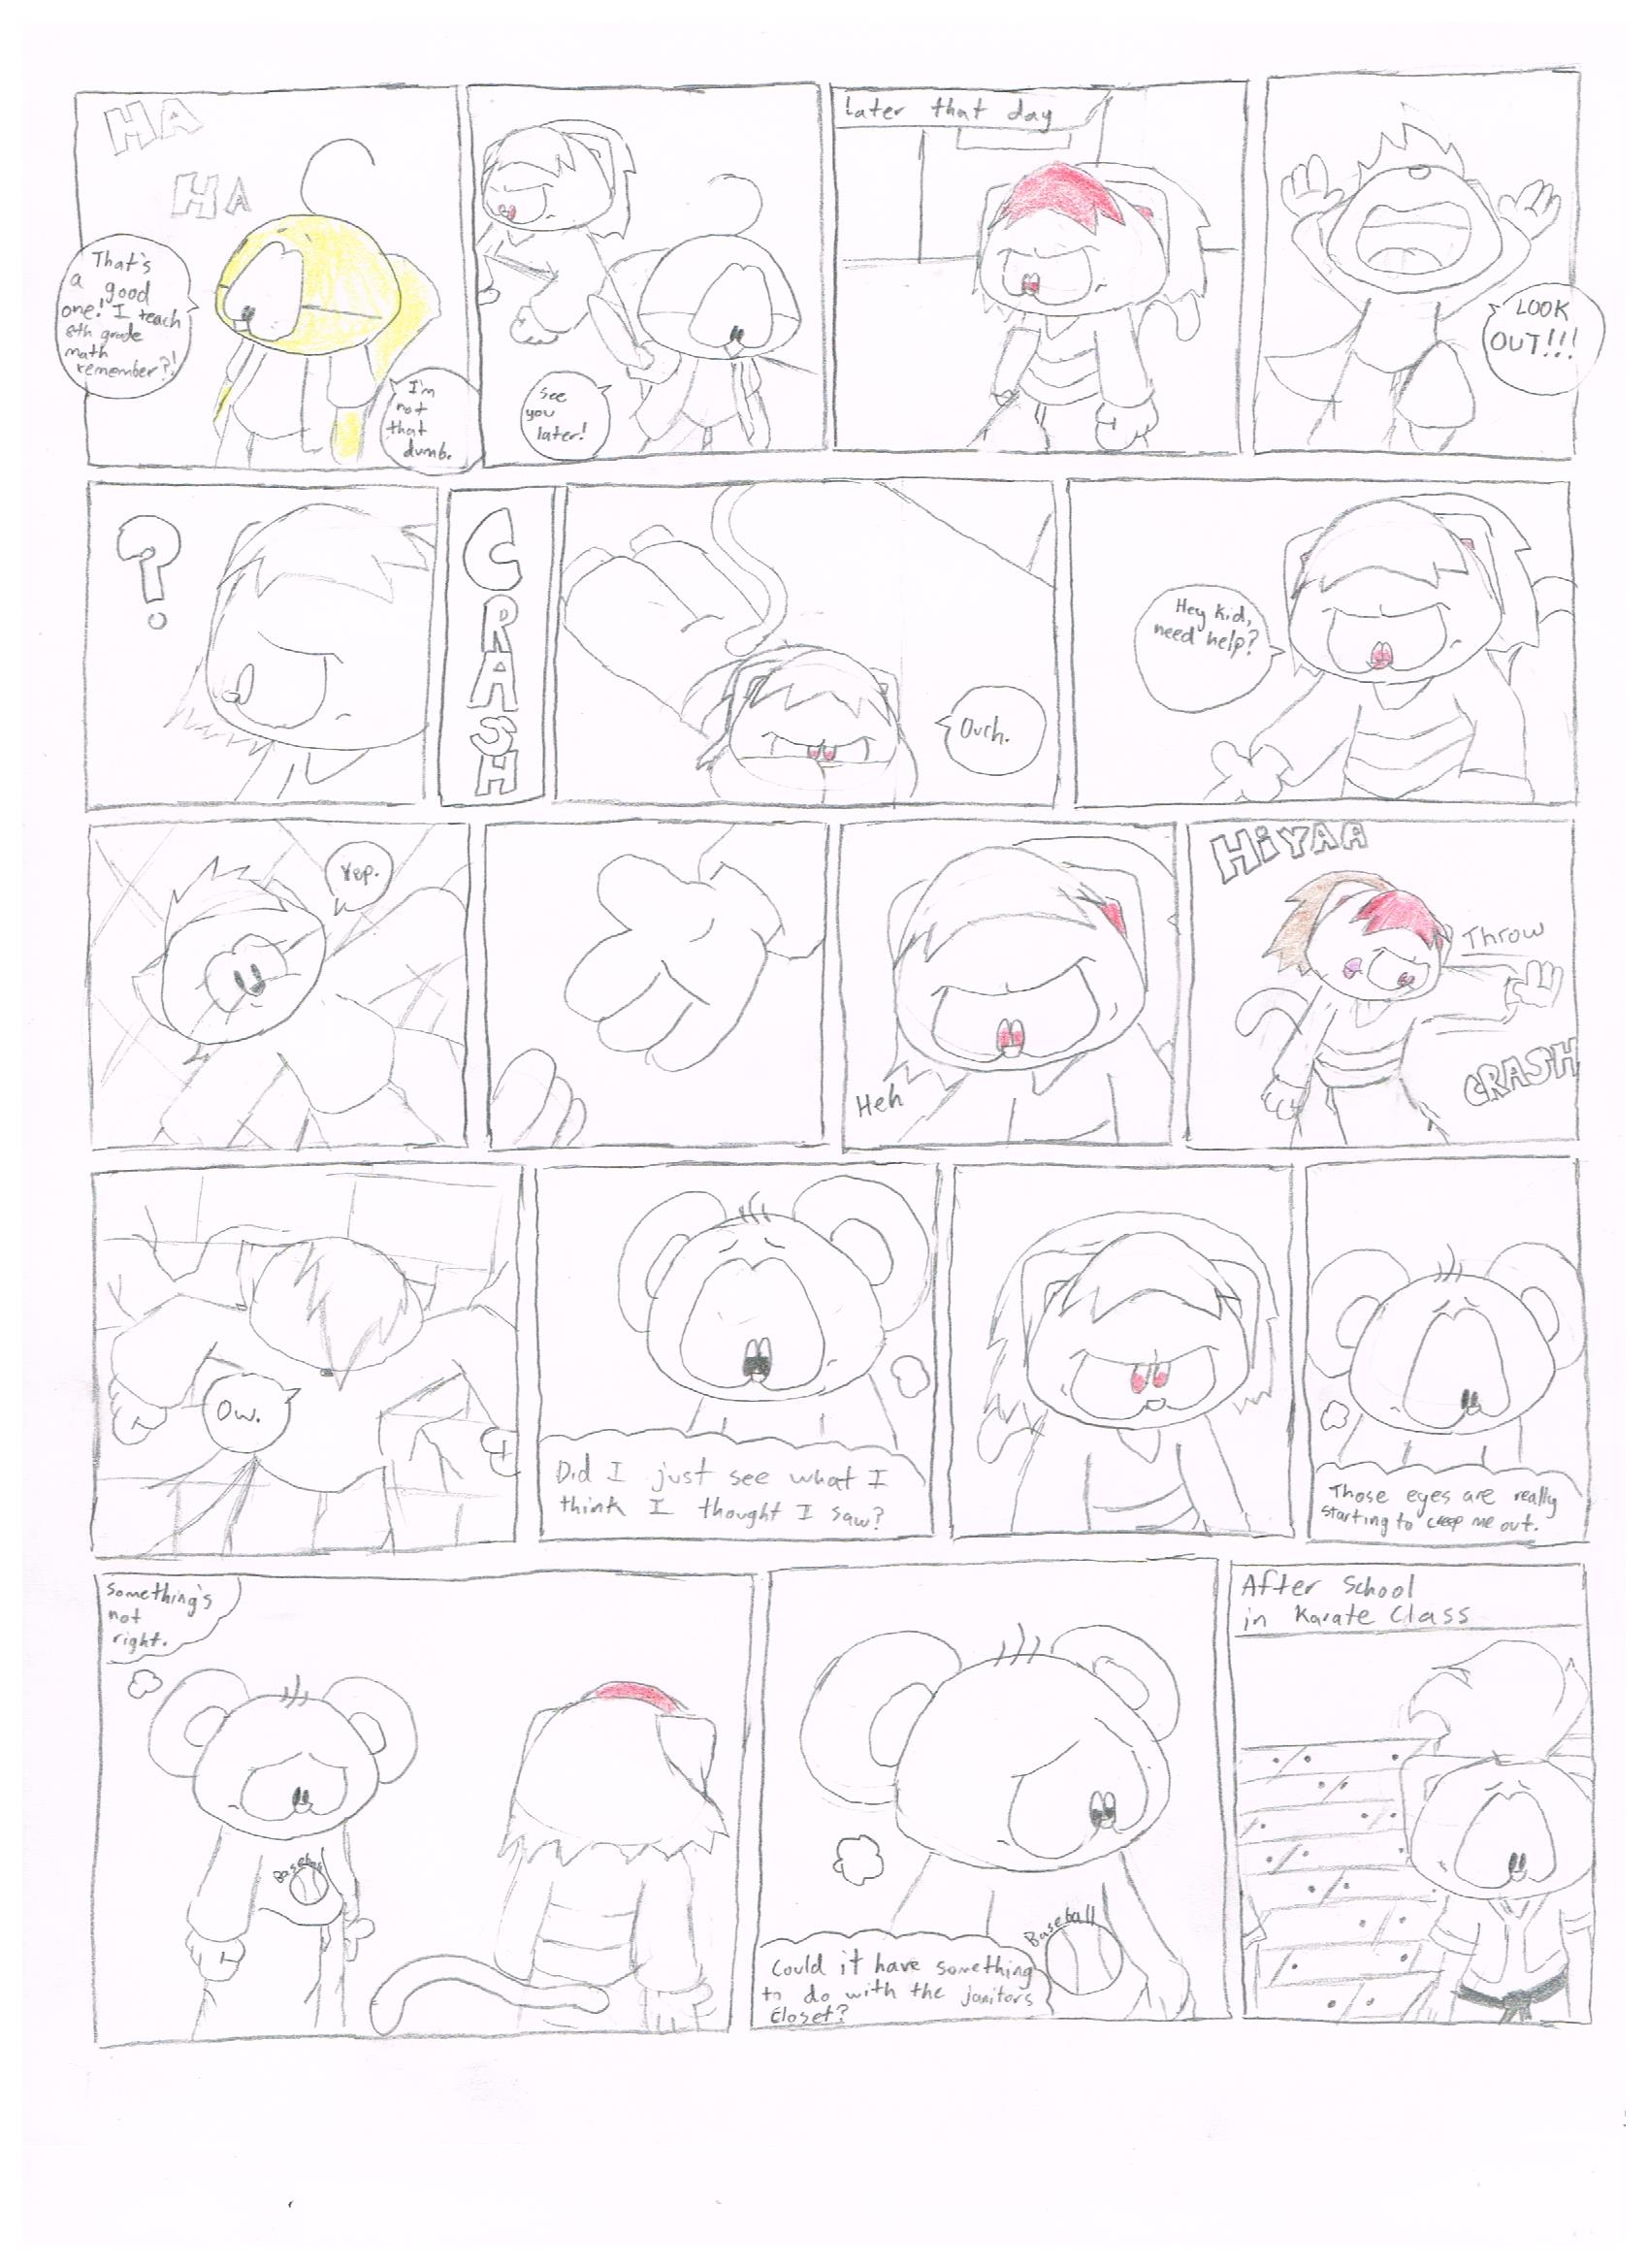 HA
HA
That's
a good
one! I teach
8th grade
math
remember?!
I'm
not
that
dumb.
See
you
later!
Later that day
LOOK
OUT!!!
?
CRASH
Ouch.
Hey kid,
need help?
Yep.
Heh
HiYAA
Throw
CRASH
Ow.
Did I just see what I
think I thought I saw?
Those eyes are really
starting to creep me out.
Something's
not
right.
Baseball
Could it have something
to do with the janitors
closet?
Baseball
After School
in Karate Class